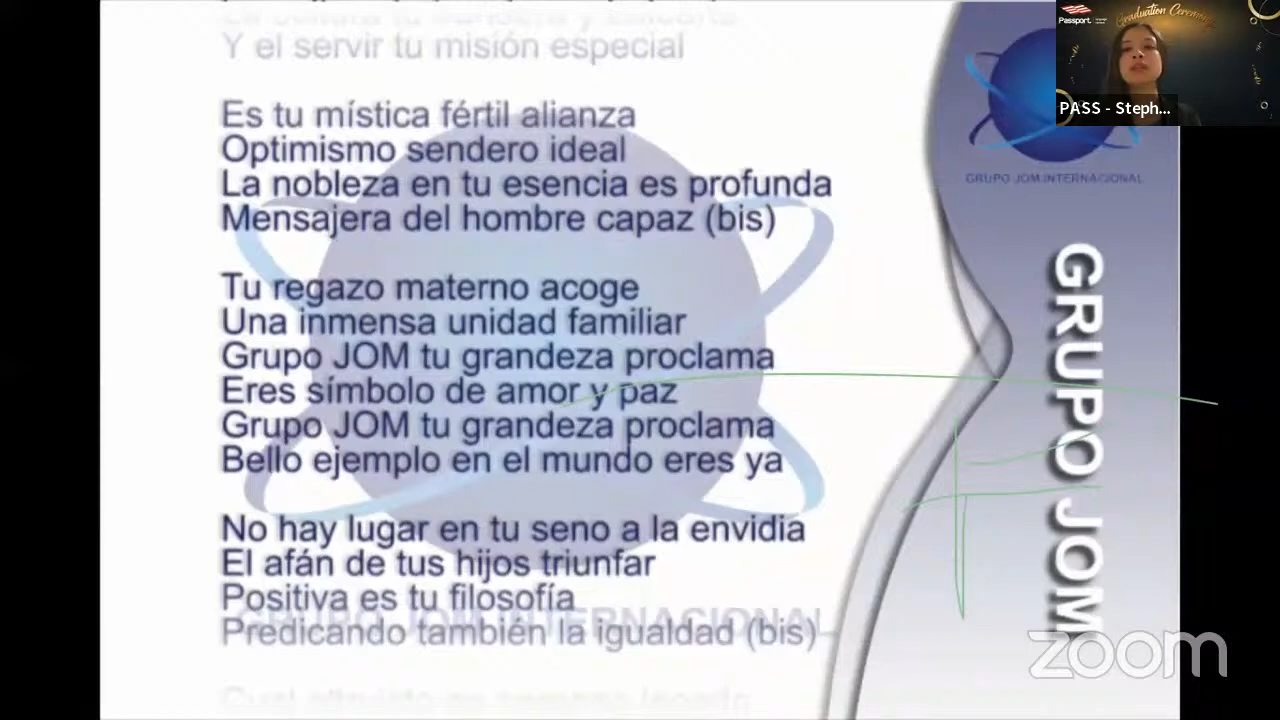 Y el servir tu misión especial
Es tu mística fértil alianza
Optimismo sendero ideal
La nobleza en tu esencia es profunda
Mensajera del hombre capaz (bis)
Tu regazo materno acoge
Una inmensa unidad familiar
Grupo JOM tu grandeza proclama
Eres símbolo de amor y paz
Grupo JOM tu grandeza proclama
Bello ejemplo en el mundo eres ya
No hay lugar en tu seno a la envidia
El afán de tus hijos triunfar
Positiva es tu filosofía
Predicando también la igualdad (bis)
GRUPO JOM INTERNACIONAL
Passport
Graduation Ceremony
PASS - Steph...
GRUPO JOM INTERNACIONAL
GRUPO JOM
zoom